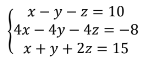 x − y − z = 10
4x − 4y − 4z = −8
x + y + 2z = 15